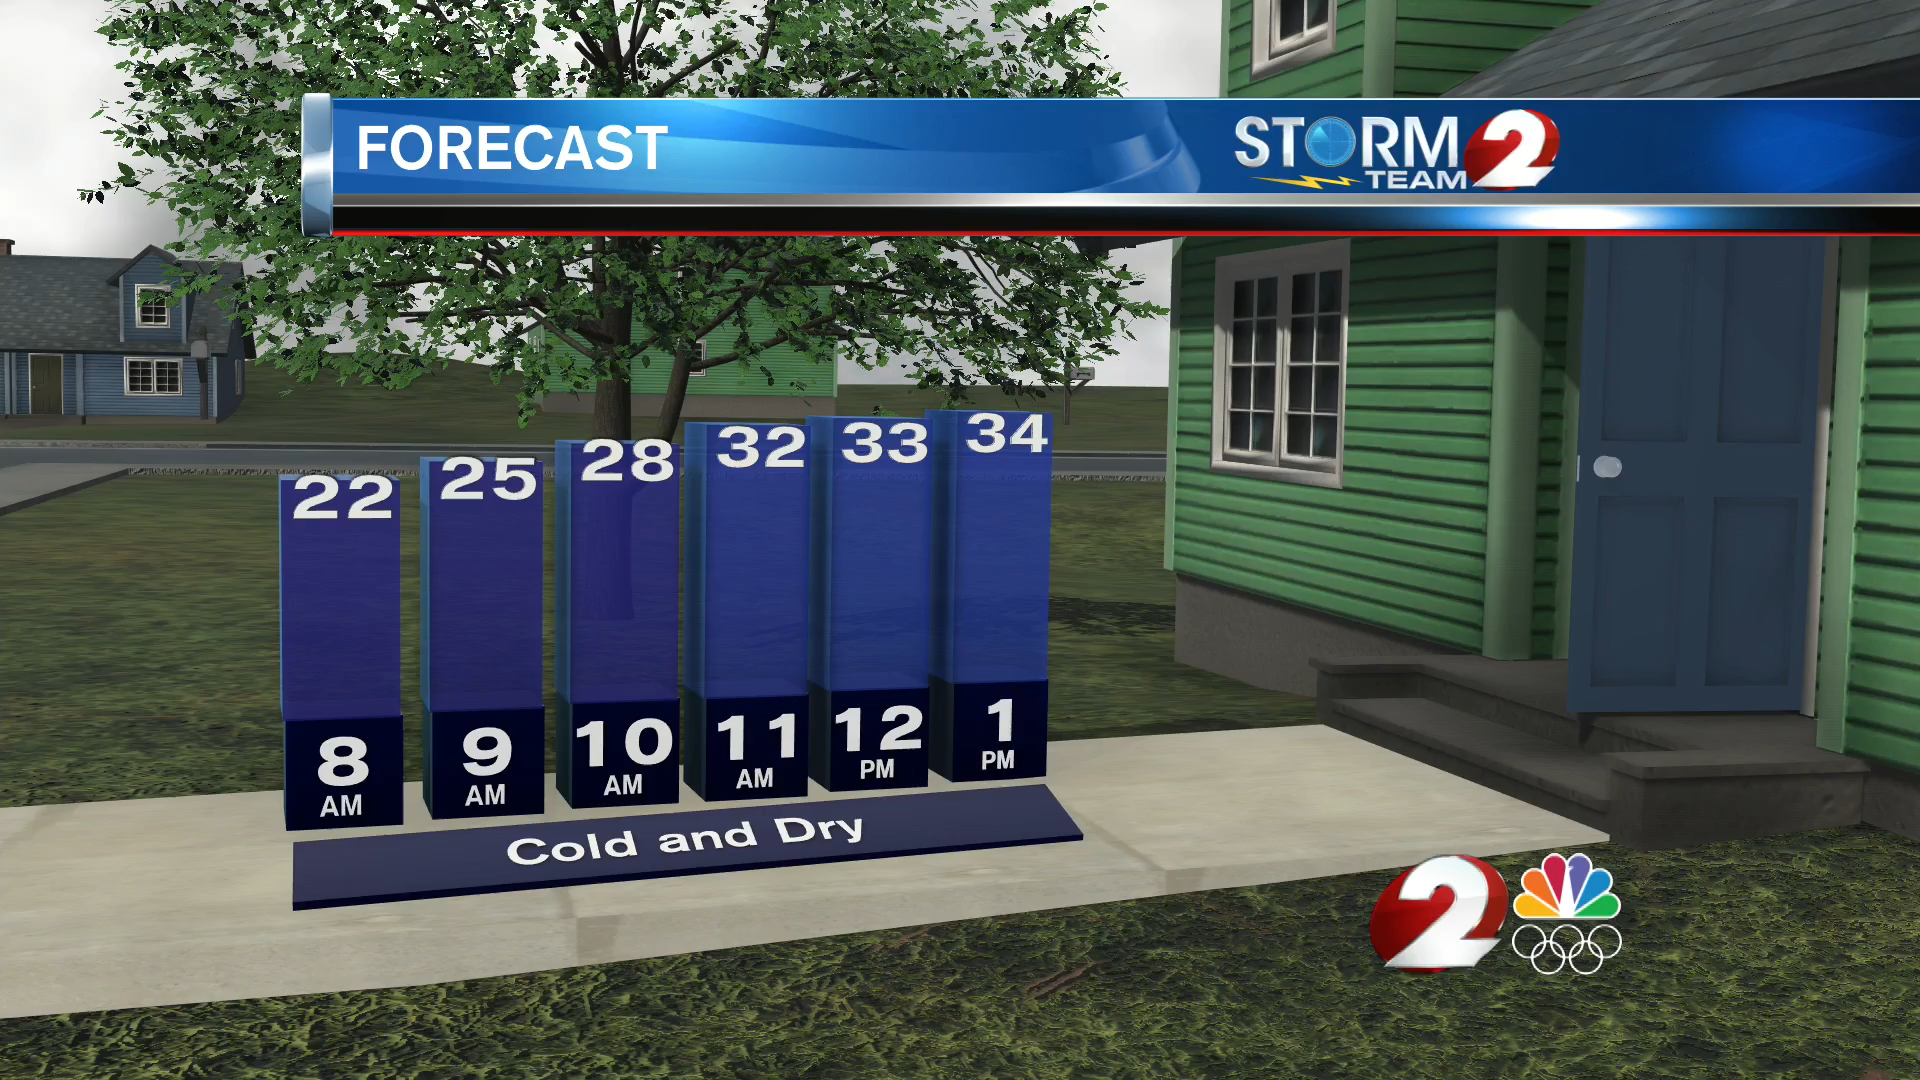 FORECAST
STORM
TEAM 2
22 25 28 32 33 34
8 9 10 11 12 1
AM AM AM AM PM PM
Cold and Dry
2